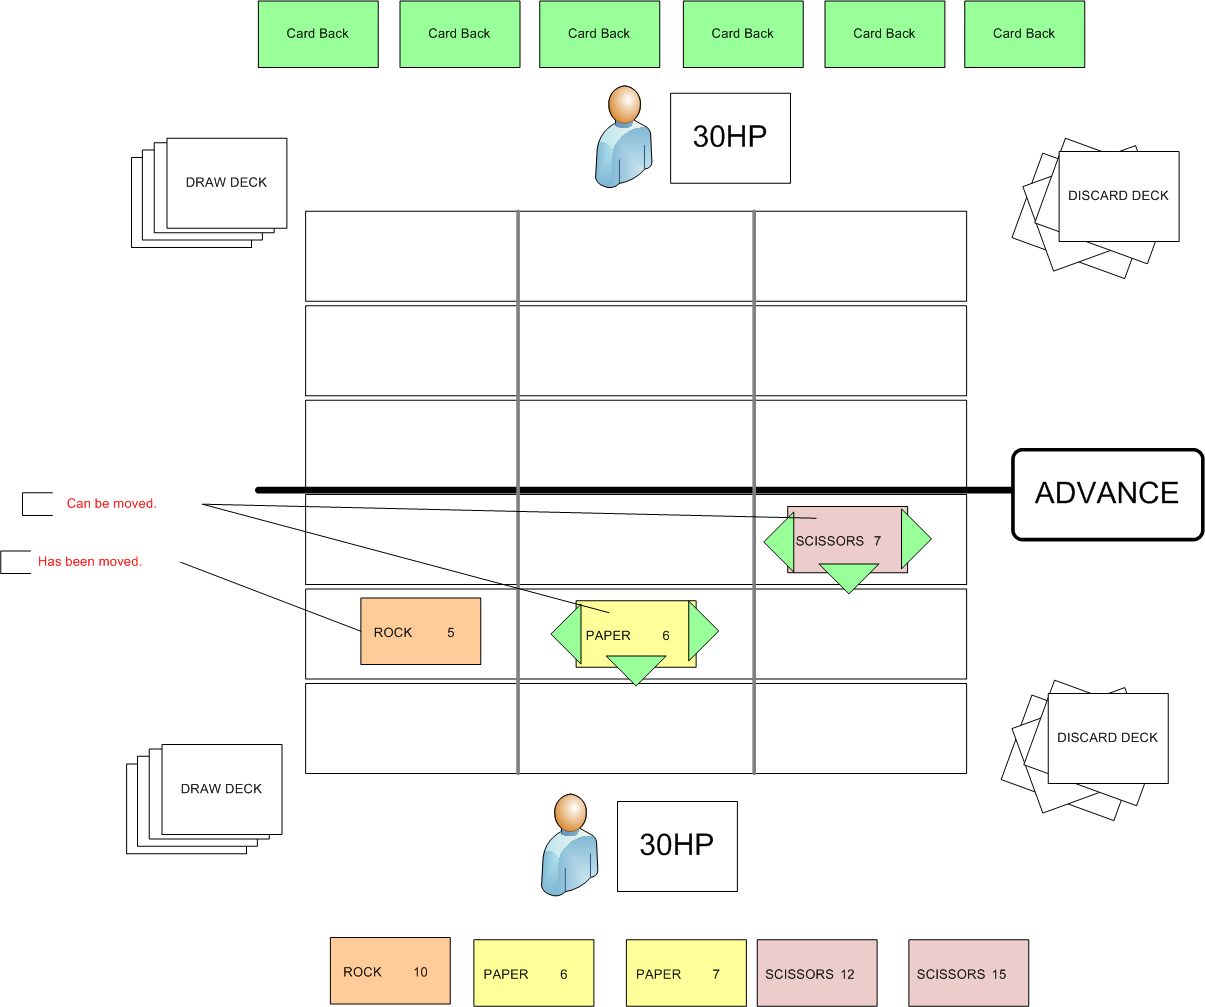 Card Back
Card Back
Card Back
Card Back
Card Back
Card Back
30HP
DRAW DECK
DISCARD DECK
ADVANCE
Can be moved.
SCISSORS 7
Has been moved.
ROCK 5
PAPER 6
DISCARD DECK
DRAW DECK
30HP
ROCK 10
PAPER 6
PAPER 7
SCISSORS 12
SCISSORS 15